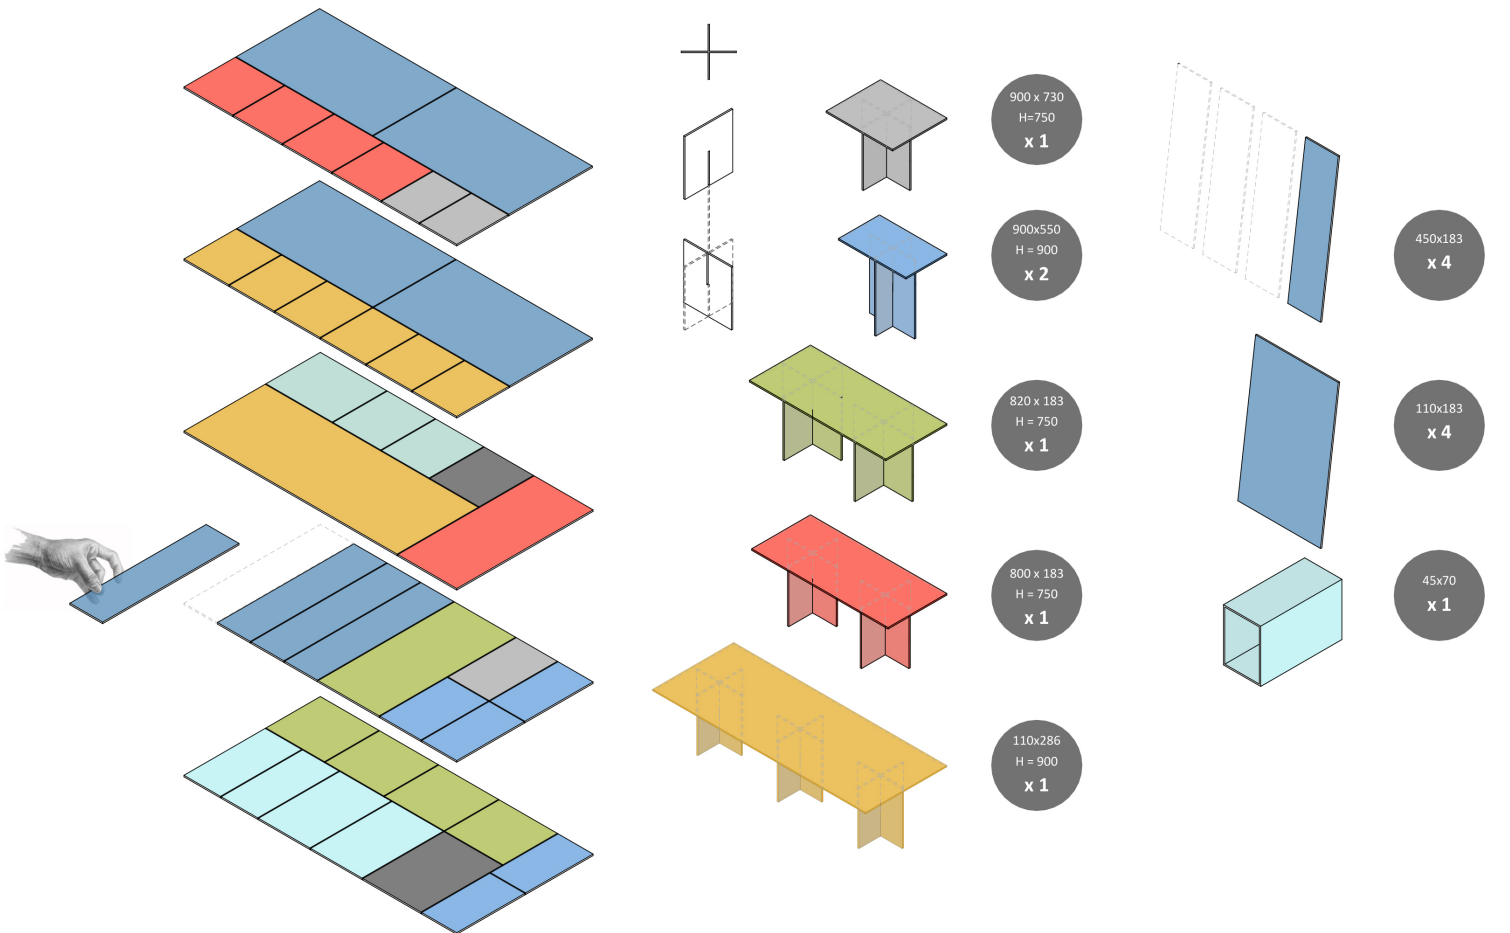 900 x 730
H=750
x 1
900x550
H = 900
x 2
820 x 183
H = 750
x 1
800 x 183
H = 750
x 1
110x286
H = 900
x 1
450x183
x 4
110x183
x 4
45x70
x 1